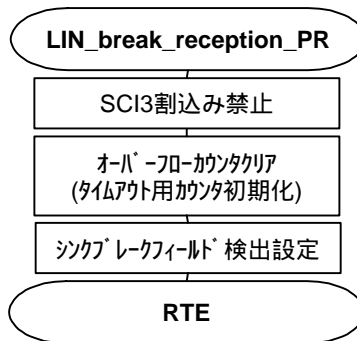 LIN_break_reception_PR
SCI3割込み禁止
ｵｰﾊﾞｰﾌﾛｰｶｳﾝﾀｸﾘｱ
(ﾀｲﾑｱｳﾄ用ｶｳﾝﾀ初期化)
ｼﾝｸﾌﾞﾚｰｸﾌｨｰﾙﾄﾞ検出設定
RTE